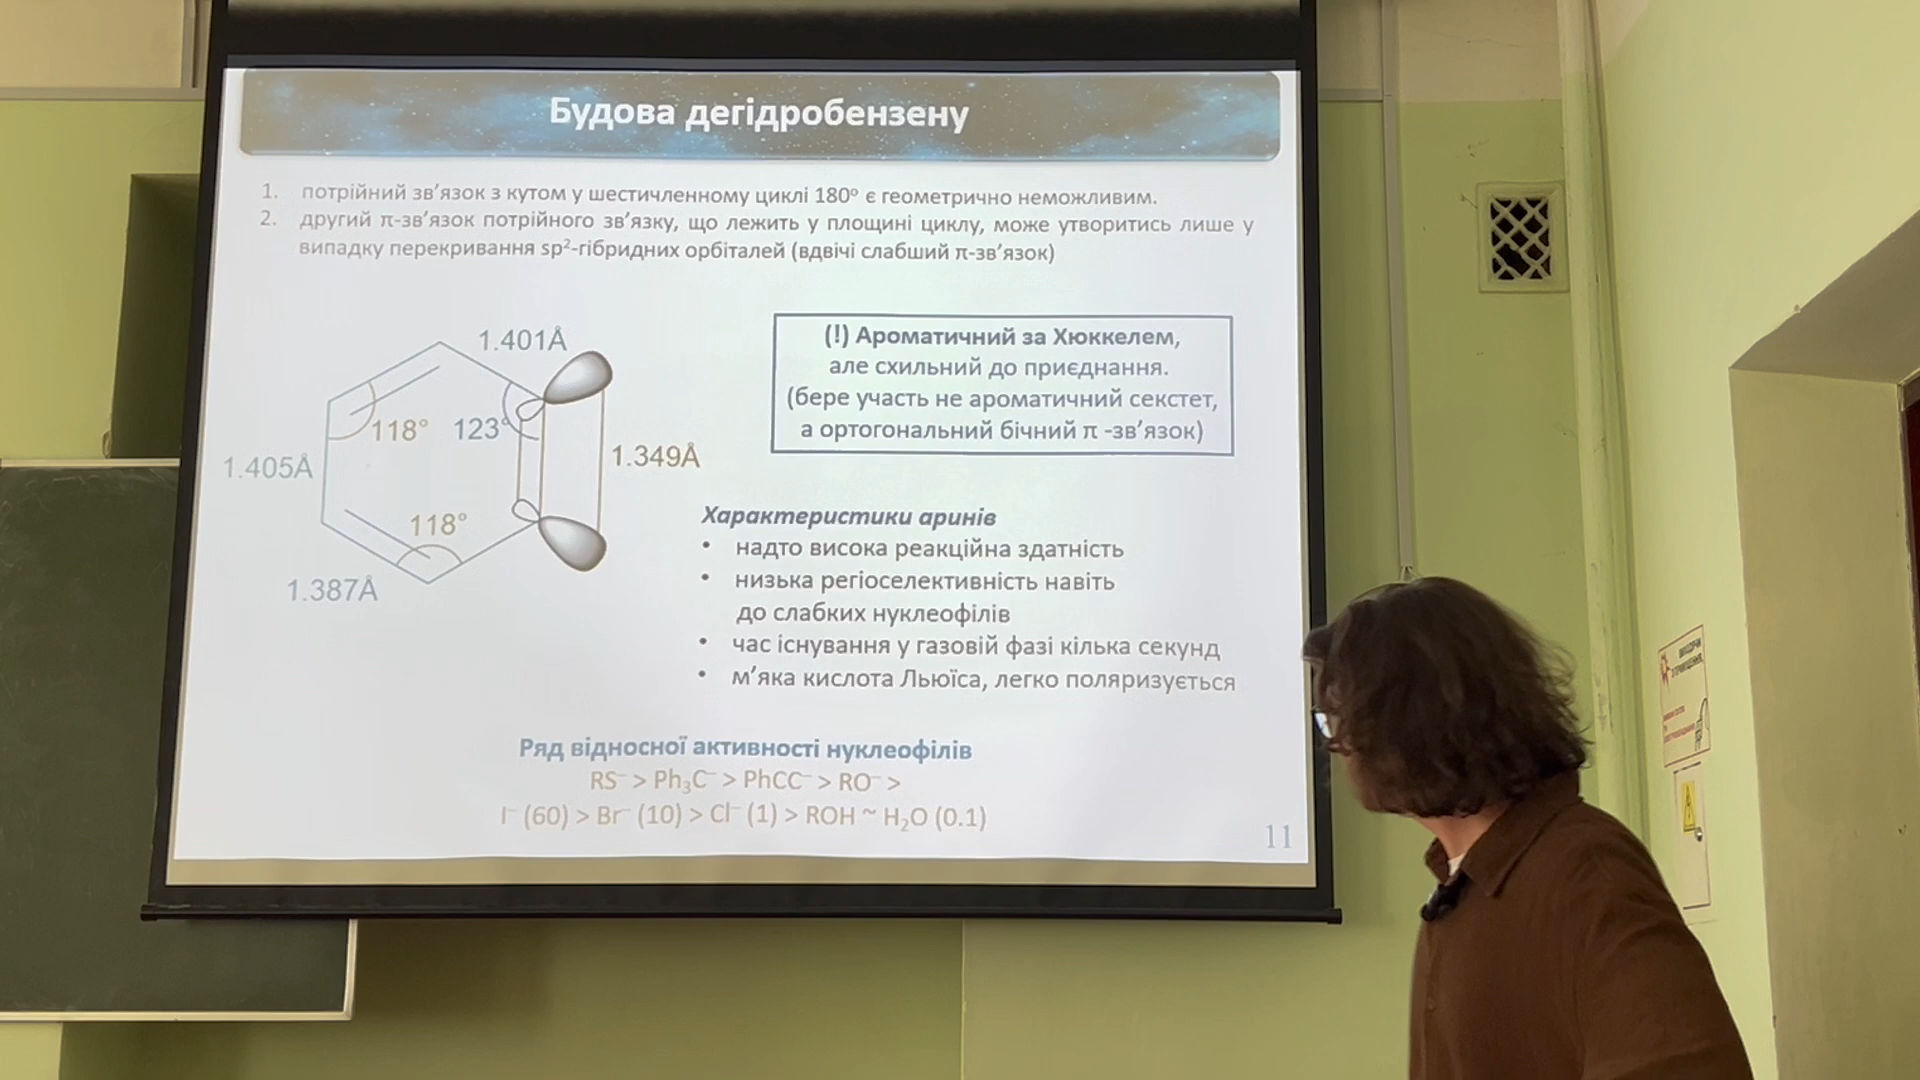 Будова дегідробензену
1. потрійний зв’язок з кутом у шестичленному циклі 180º є геометрично неможливим.
2. другий π-зв’язок потрійного зв’язку, що лежить у площині циклу, може утворитись лише у
випадку перекривання sp²-гібридних орбіталей (вдвічі слабший π-зв’язок)
1.401Å
118° 123°
1.349Å
1.405Å
118°
1.387Å
(!) Ароматичний за Хюккелем,
але схильний до приєднання.
(бере участь не ароматичний секстет,
а ортогональний бічний π -зв’язок)
Характеристики аринів
• надто висока реакційна здатність
• низька регіоселективність навіть
до слабких нуклеофілів
• час існування у газовій фазі кілька секунд
• м’яка кислота Льюїса, легко поляризується
Ряд відносної активності нуклеофілів
RS⁻ > Ph₃C⁻ > PhCC⁻ > RO⁻ >
I⁻ (60) > Br⁻ (10) > Cl⁻ (1) > ROH ~ H₂O (0.1)
11